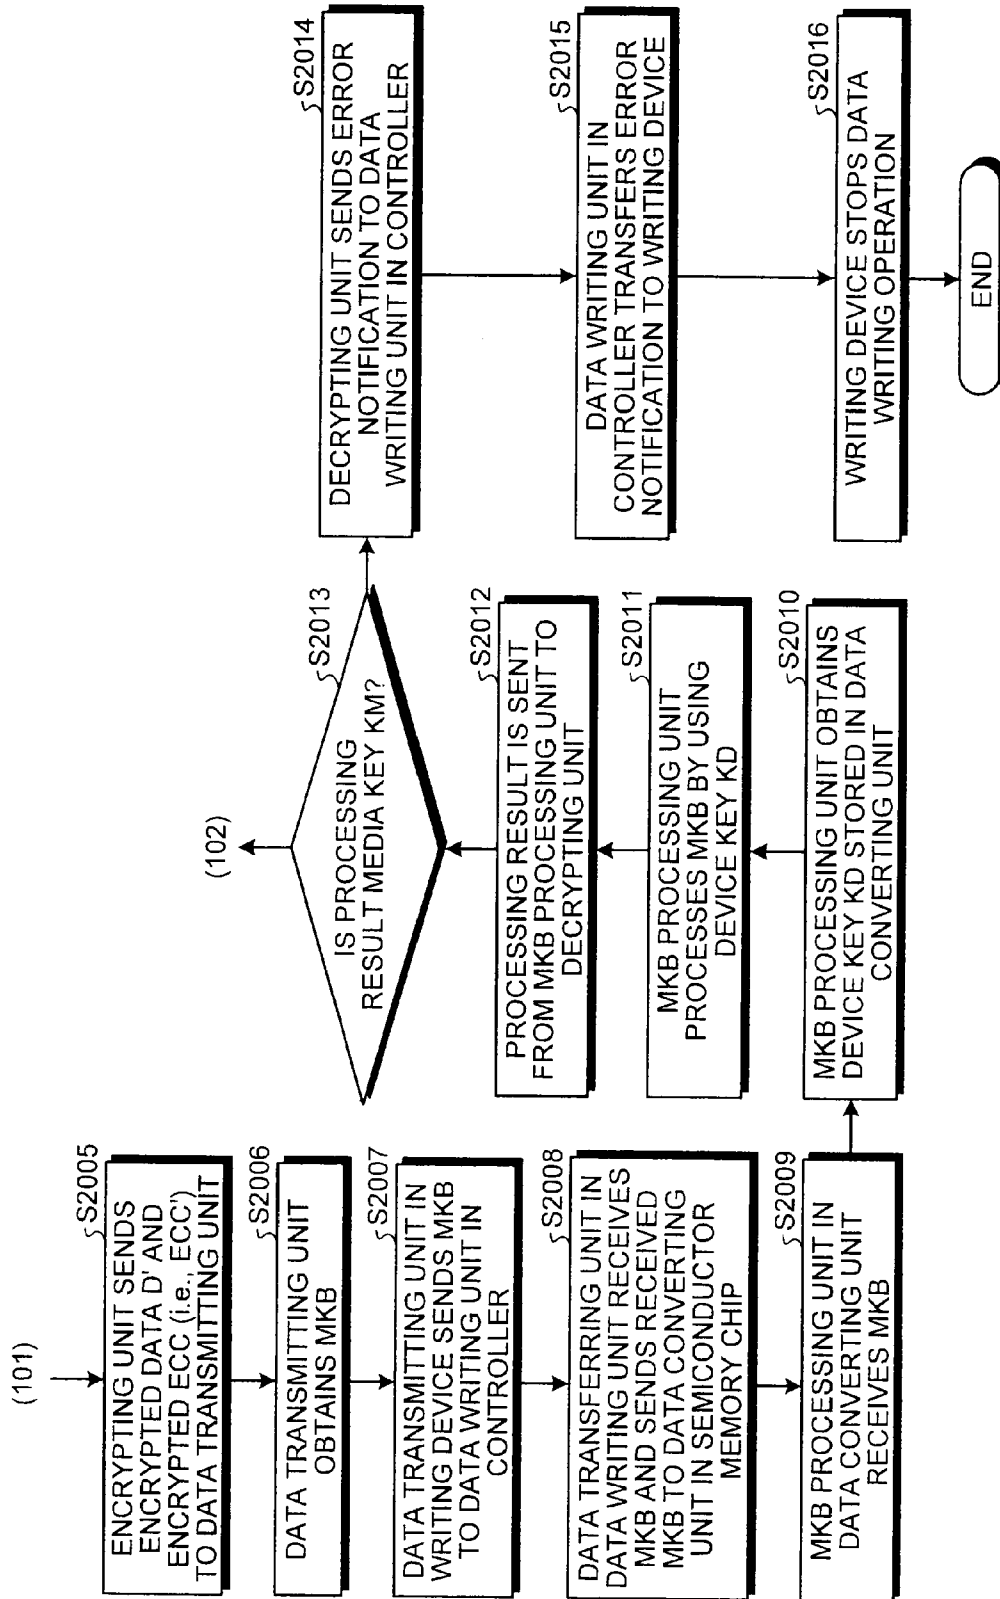 (101)
S2005
ENCRYPTING UNIT SENDS
ENCRYPTED DATA D' AND
ENCRYPTED ECC (i.e., ECC')
TO DATA TRANSMITTING UNIT
S2006
DATA TRANSMITTING UNIT
OBTAINS MKB
S2007
DATA TRANSMITTING UNIT IN
WRITING DEVICE SENDS MKB
TO DATA WRITING UNIT IN
CONTROLLER
S2008
DATA TRANSFERRING UNIT IN
DATA WRITING UNIT RECEIVES
MKB AND SENDS RECEIVED
MKB TO DATA CONVERTING
UNIT IN SEMICONDUCTOR
MEMORY CHIP
S2009
MKB PROCESSING UNIT IN
DATA CONVERTING UNIT
RECEIVES MKB
S2010
MKB PROCESSING UNIT OBTAINS
DEVICE KEY KD STORED IN DATA
CONVERTING UNIT
S2011
MKB PROCESSING UNIT
PROCESSES MKB BY USING
DEVICE KEY KD
S2012
PROCESSING RESULT IS SENT
FROM MKB PROCESSING UNIT TO
DECRYPTING UNIT
S2013
IS PROCESSING
RESULT MEDIA KEY KM?
(102)
S2014
DECRYPTING UNIT SENDS ERROR
NOTIFICATION TO DATA
WRITING UNIT IN CONTROLLER
S2015
DATA WRITING UNIT IN
CONTROLLER TRANSFERS ERROR
NOTIFICATION TO WRITING DEVICE
S2016
WRITING DEVICE STOPS DATA
WRITING OPERATION
END